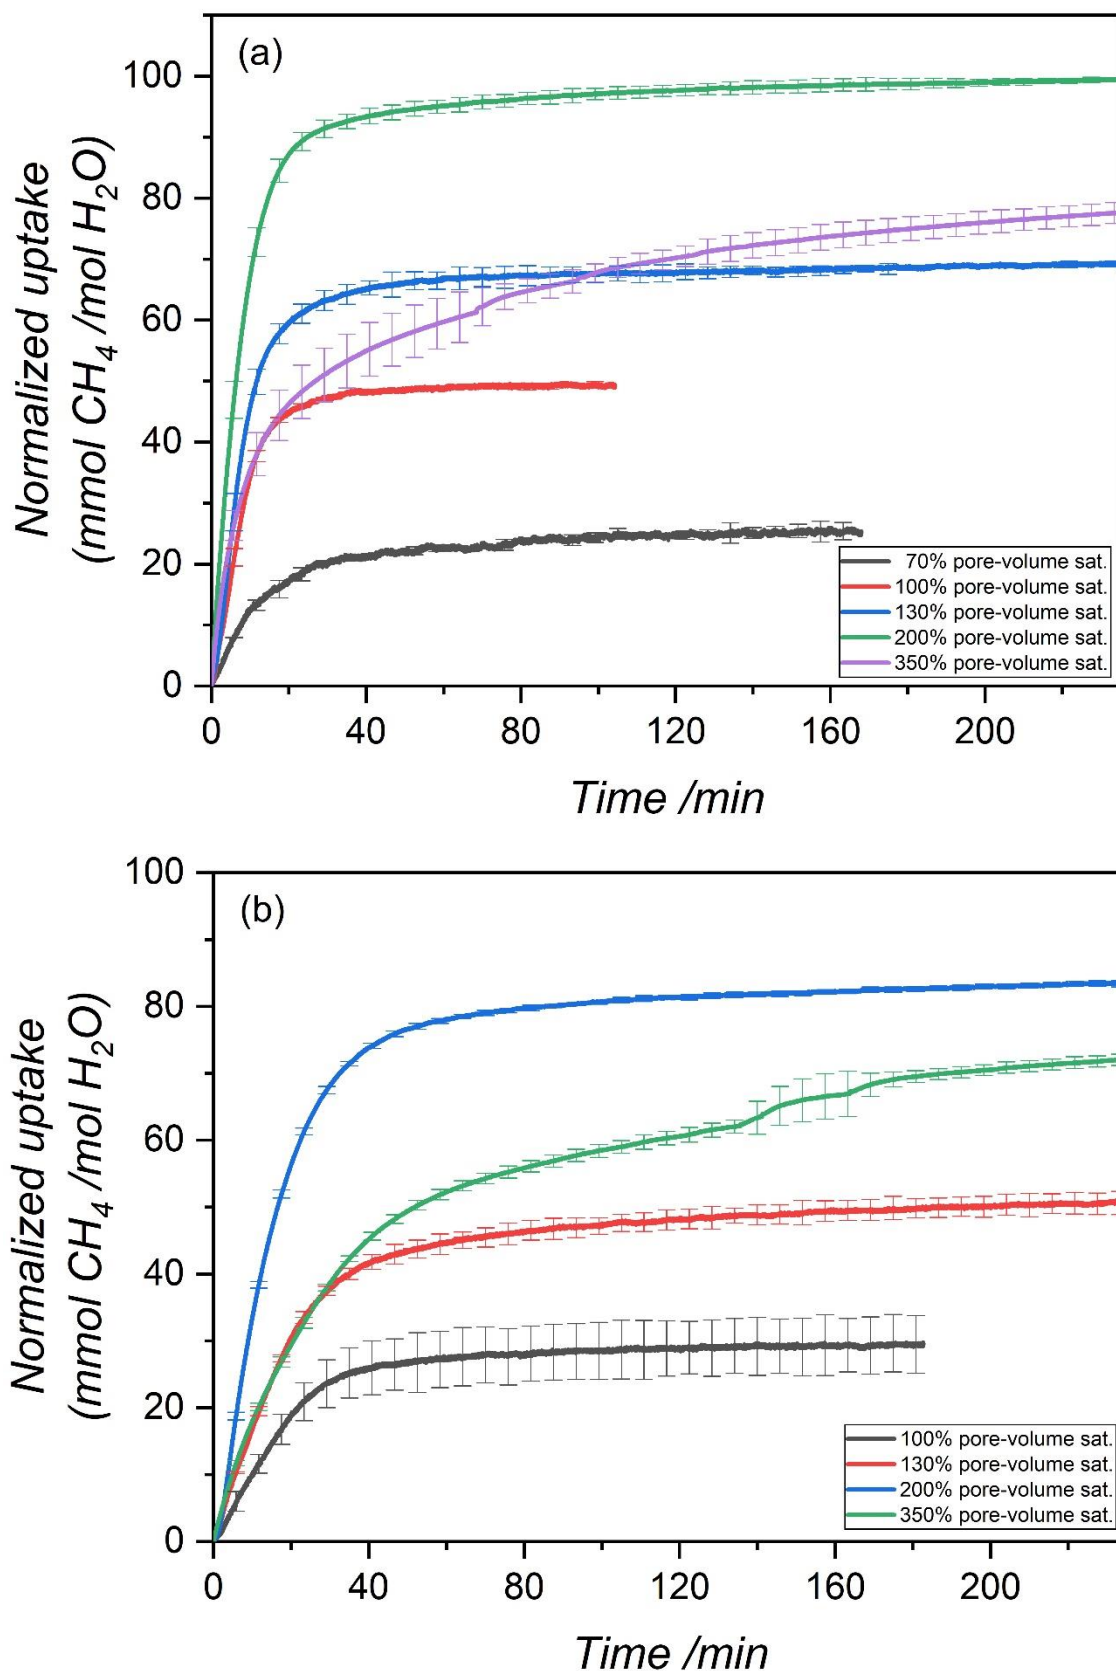 (a)
Normalized uptake
(mmol CH₄ /mol H₂O)
100
80
60
40
20
0
70% pore-volume sat.
100% pore-volume sat.
130% pore-volume sat.
200% pore-volume sat.
350% pore-volume sat.
0 40 80 120 160 200
Time /min
(b)
Normalized uptake
(mmol CH₄ /mol H₂O)
100
80
60
40
20
0
100% pore-volume sat.
130% pore-volume sat.
200% pore-volume sat.
350% pore-volume sat.
0 40 80 120 160 200
Time /min